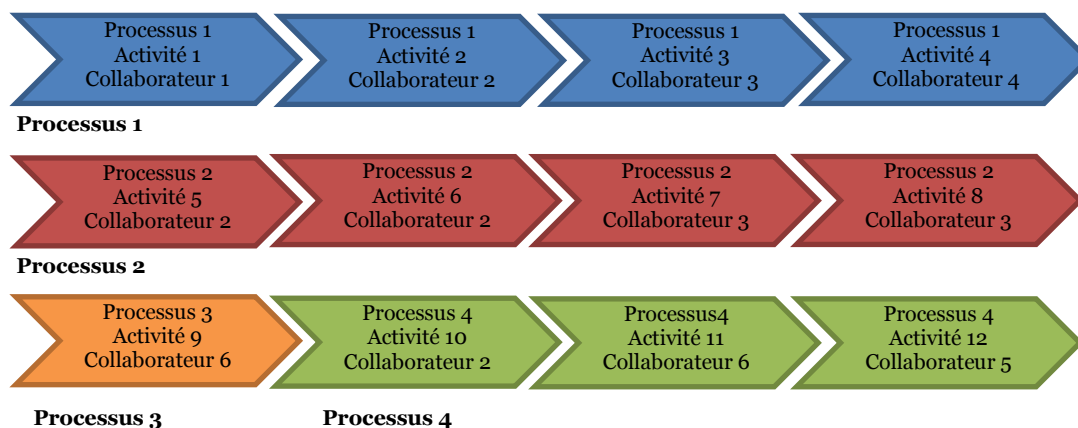 Processus 1
Activité 1
Collaborateur 1
Processus 1
Activité 2
Collaborateur 2
Processus 1
Activité 3
Collaborateur 3
Processus 1
Activité 4
Collaborateur 4
Processus 1
Processus 2
Activité 5
Collaborateur 2
Processus 2
Activité 6
Collaborateur 2
Processus 2
Activité 7
Collaborateur 3
Processus 2
Activité 8
Collaborateur 3
Processus 2
Processus 3
Activité 9
Collaborateur 6
Processus 4
Activité 10
Collaborateur 2
Processus4
Activité 11
Collaborateur 6
Processus 4
Activité 12
Collaborateur 5
Processus 3
Processus 4